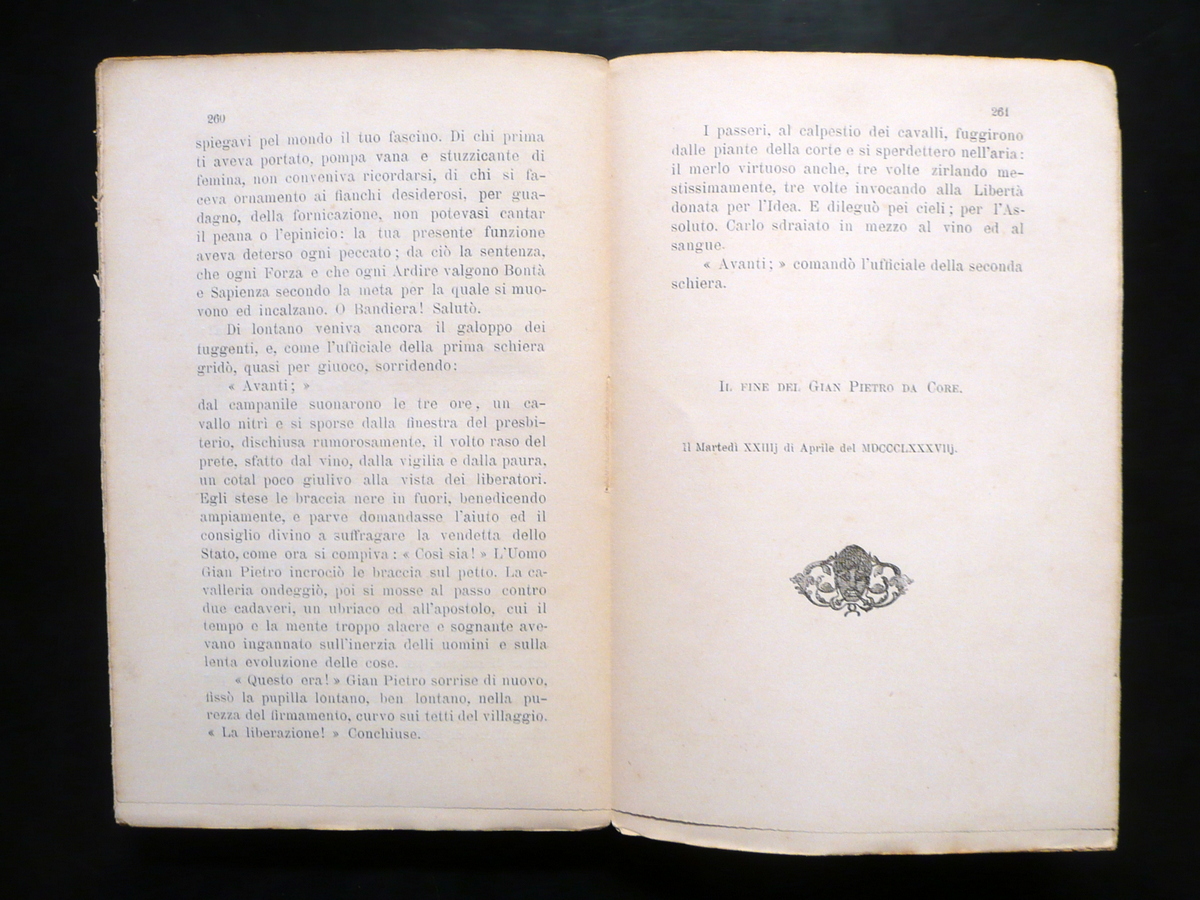 260
spiegavi pel mondo il tuo fascino. Di chi prima
ti aveva portato, pompa vana e stuzzicante di
femina, non conveniva ricordarsi, di chi si fa-
ceva ornamento ai fianchi desiderosi, per gua-
dagno, della fornicazione, non potevasi cantar
il peana o l'epinicio: la tua presente funzione
aveva deterso ogni peccato; da ciò la sentenza,
che ogni Forza e che ogni Ardire valgono Bontà
e Sapienza secondo la meta per la quale si muo-
vono ed incalzano. O Bandiera! Salutò.
Di lontano veniva ancora il galoppo dei
fuggenti, e, come l'ufficiale della prima schiera
gridò, quasi per giuoco, sorridendo:
« Avanti; »
dal campanile suonarono le tre ore, un ca-
vallo nitrì e si sporse dalla finestra del presbi-
terio, dischiusa rumorosamente, il volto raso del
prete, sfatto dal vino, dalla vigilia e dalla paura,
un cotal poco giulivo alla vista dei liberatori.
Egli stese le braccia nere in fuori, benedicendo
ampiamente, e parve domandasse l'aiuto ed il
consiglio divino a suffragare la vendetta dello
Stato, come ora si compiva: « Così sia! » L'Uomo
Gian Pietro incrociò le braccia sul petto. La ca-
valleria ondeggiò, poi si mosse al passo contro
due cadaveri, un ubriaco ed all'apostolo, cui il
tempo e la mente troppo alacre e sognante ave-
vano ingannato sull'inerzia delli uomini e sulla
lenta evoluzione delle cose.
« Questo era! » Gian Pietro sorrise di nuovo,
fissò la pupilla lontano, ben lontano, nella pu-
rezza del firmamento, curvo sui tetti del villaggio.
« La liberazione! » Conchiuse.
261
I passeri, al calpestio dei cavalli, fuggirono
dalle piante della corte e si sperdettero nell'aria:
il merlo virtuoso anche, tre volte zirlando me-
stissimamente, tre volte invocando alla Libertà
donata per l'Idea. E dileguò pei cieli; per l'As-
soluto. Carlo sdraiato in mezzo al vino ed al
sangue.
« Avanti; » comandò l'ufficiale della seconda
schiera.
Il fine del Gian Pietro da Core.
Il Martedì XXIIIj di Aprile del MDCCCLXXXVIIj.